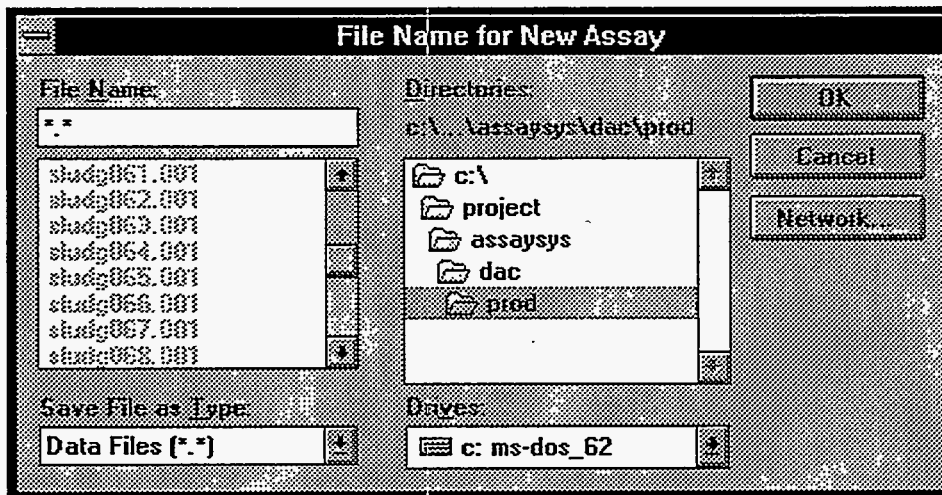 File Name for New Assay
File Name:
*.*
sludg061.001
sludg062.001
sludg063.001
sludg064.001
sludg065.001
sludg066.001
sludg067.001
sludg068.001
Save File as Type:
Data Files (*.*)
Directories:
c:\...\assaysys\dac\prod
c:\
project
assaysys
dac
prod
Drives:
c: ms-dos_62
OK
Cancel
Network...